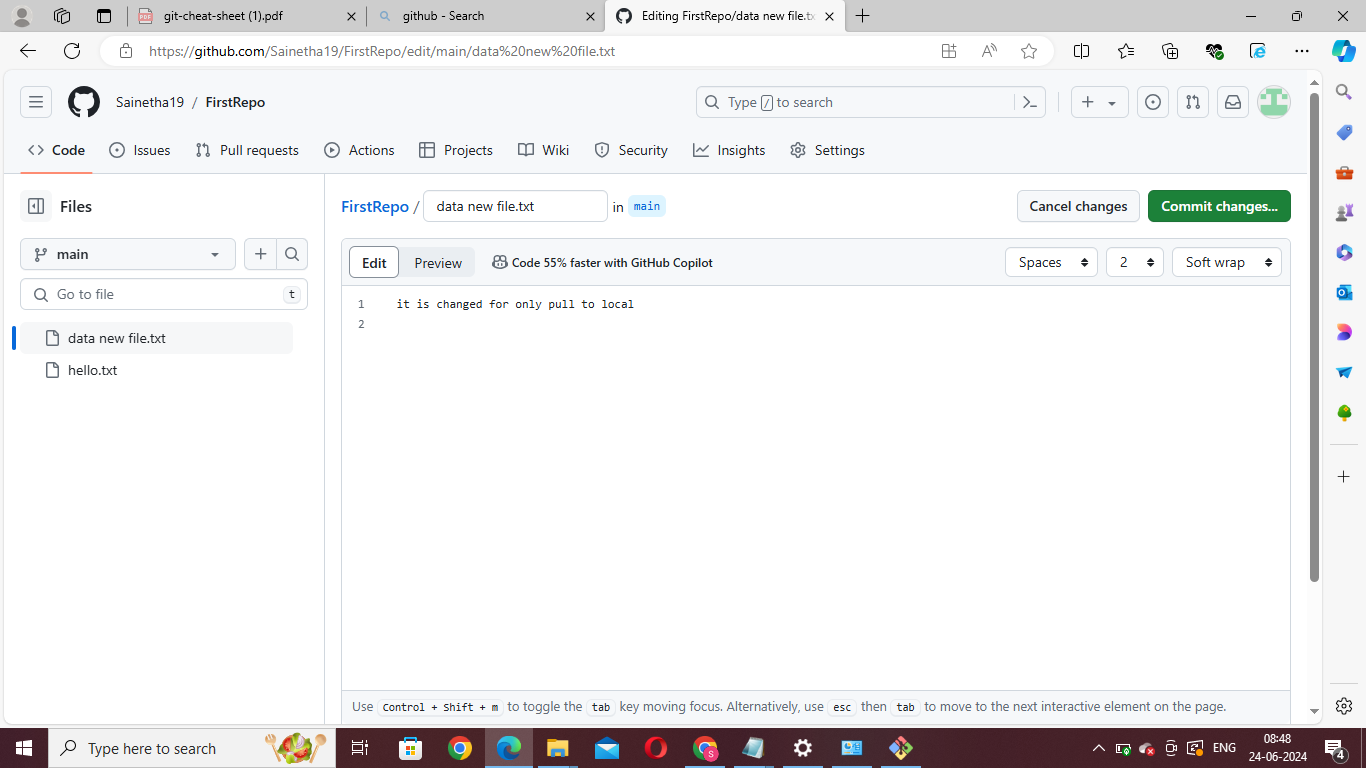 git-cheat-sheet (1).pdf
github - Search
Editing FirstRepo/data new file.tx
https://github.com/Sainetha19/FirstRepo/edit/main/data%20new%20file.txt
Sainetha19 / FirstRepo
Type / to search
Code
Issues
Pull requests
Actions
Projects
Wiki
Security
Insights
Settings
Files
FirstRepo / data new file.txt in main
Cancel changes
Commit changes...
main
Edit
Preview
Code 55% faster with GitHub Copilot
Spaces
2
Soft wrap
Go to file
t
data new file.txt
hello.txt
1 it is changed for only pull to local
2
Use Control + Shift + m to toggle the tab key moving focus. Alternatively, use esc then tab to move to the next interactive element on the page.
Type here to search
ENG
08:48
24-06-2024
4